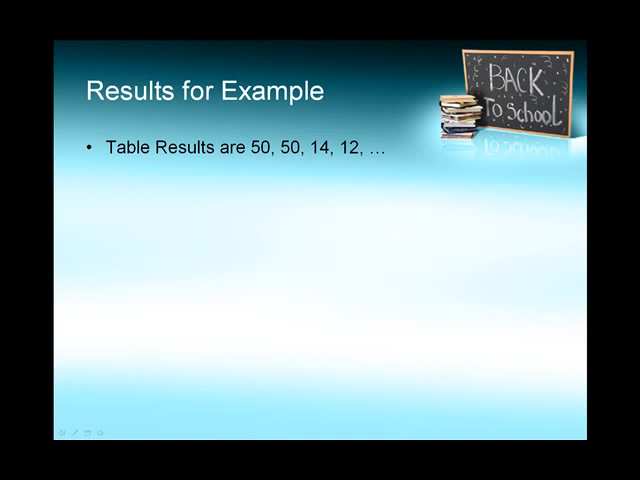 Results for Example
• Table Results are 50, 50, 14, 12, …
BACK
To School